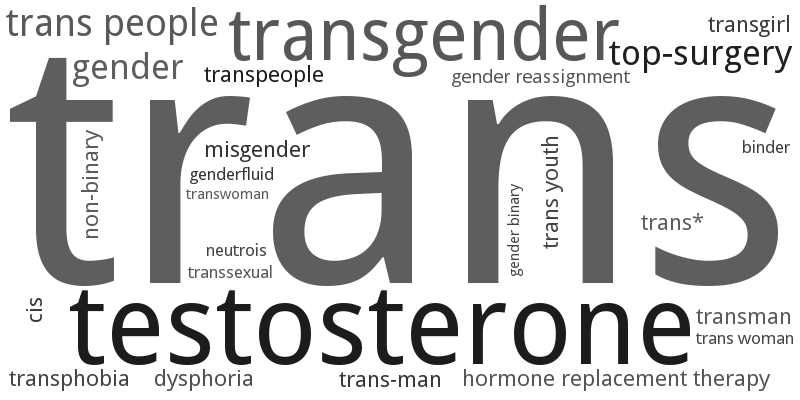 trans people
transgender
transgirl
top-surgery
gender
transpeople
gender reassignment
trans
non-binary
misgender
genderfluid
transwoman
gender binary
trans youth
binder
trans*
neutrois
transsexual
cis
testosterone
transman
trans woman
transphobia
dysphoria
trans-man
hormone replacement therapy